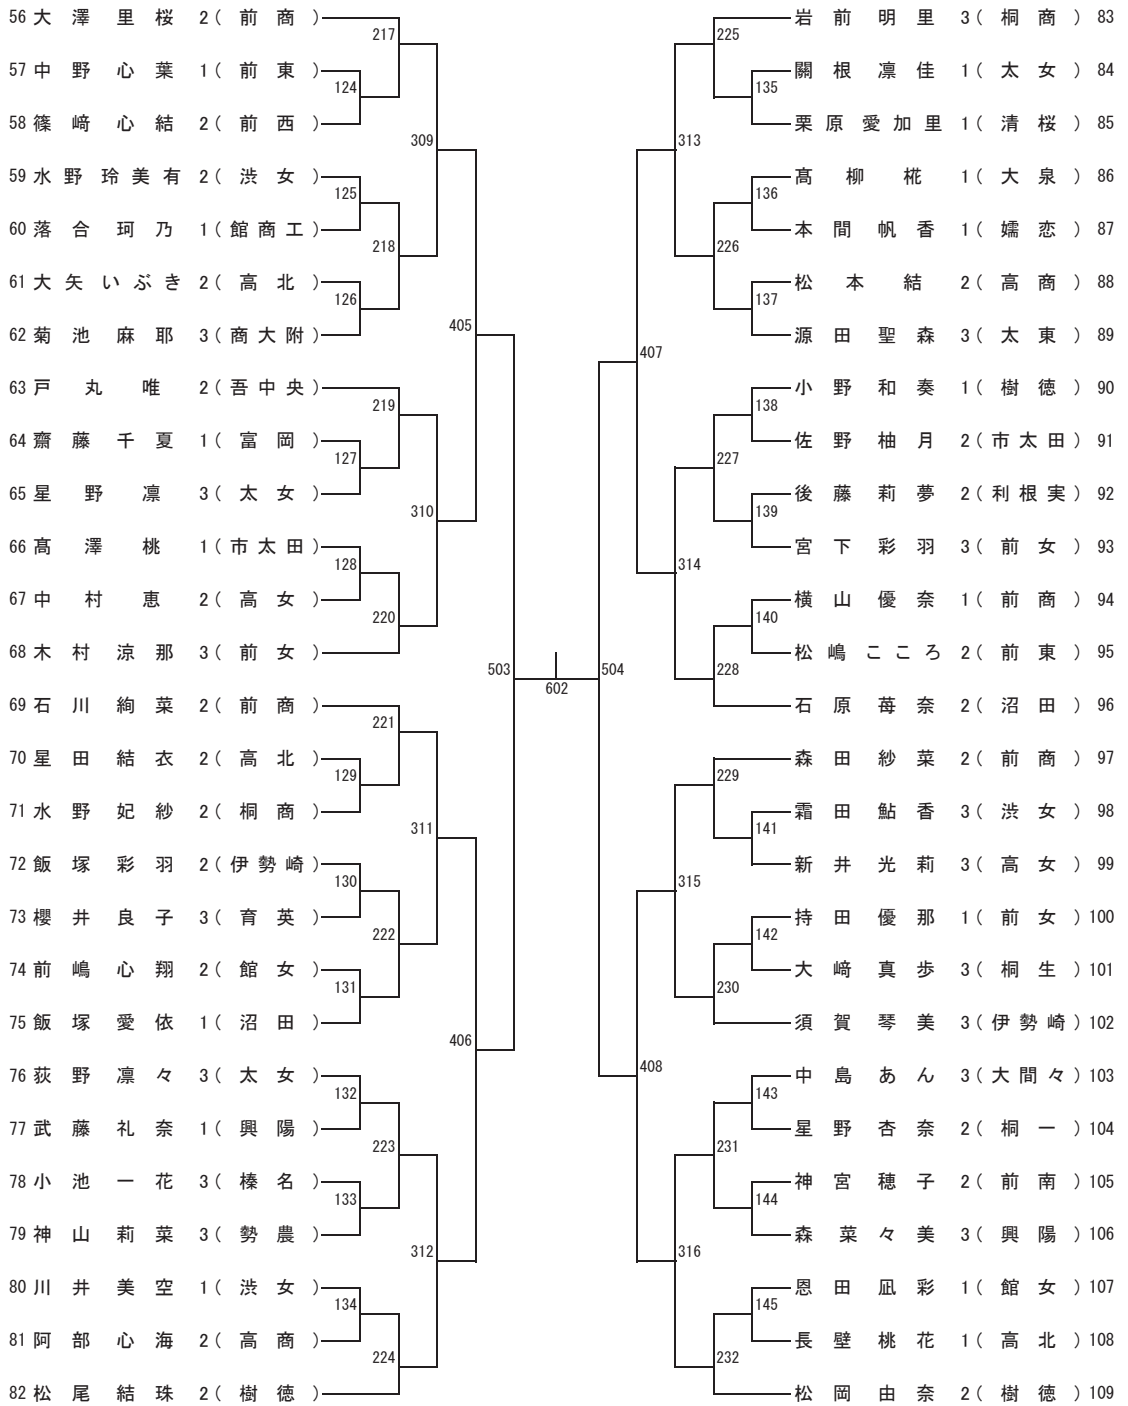 56 大澤里桜 2(前商)
57 中野心葉 1(前東)
58 篠﨑心結 2(前西)
59 水野玲美有 2(渋女)
60 落合珂乃 1(館商工)
61 大矢いぶき 2(高北)
62 菊池麻耶 3(商大附)
63 戸丸唯 2(吾中央)
64 齋藤千夏 1(富岡)
65 星野凛 3(太女)
66 髙澤桃 1(市太田)
67 中村恵 2(高女)
68 木村涼那 3(前女)
69 石川絢菜 2(前商)
70 星田結衣 2(高北)
71 水野妃紗 2(桐商)
72 飯塚彩羽 2(伊勢崎)
73 櫻井良子 3(育英)
74 前嶋心翔 2(館女)
75 飯塚愛依 1(沼田)
76 荻野凛々 3(太女)
77 武藤礼奈 1(興陽)
78 小池一花 3(榛名)
79 神山莉菜 3(勢農)
80 川井美空 1(渋女)
81 阿部心海 2(高商)
82 松尾結珠 2(樹徳)
124
125
126
127
128
129
130
131
132
133
134
217
218
219
220
221
222
223
224
309
310
311
312
405
406
503
602
504
407
408
313
314
315
316
225
226
227
228
229
230
231
232
135
136
137
138
139
140
141
142
143
144
145
岩前明里 3(桐商) 83
關根凛佳 1(太女) 84
栗原愛加里 1(清桜) 85
髙柳椛 1(大泉) 86
本間帆香 1(嬬恋) 87
松本結 2(高商) 88
源田聖森 3(太東) 89
小野和奏 1(樹徳) 90
佐野柚月 2(市太田) 91
後藤莉夢 2(利根実) 92
宮下彩羽 3(前女) 93
横山優奈 1(前商) 94
松嶋こころ 2(前東) 95
石原苺奈 2(沼田) 96
森田紗菜 2(前商) 97
霜田鮎香 3(渋女) 98
新井光莉 3(高女) 99
持田優那 1(前女) 100
大﨑真歩 3(桐生) 101
須賀琴美 3(伊勢崎) 102
中島あん 3(大間々) 103
星野杏奈 2(桐一) 104
神宮穂子 2(前南) 105
森菜々美 3(興陽) 106
恩田凪彩 1(館女) 107
長壁桃花 1(高北) 108
松岡由奈 2(樹徳) 109